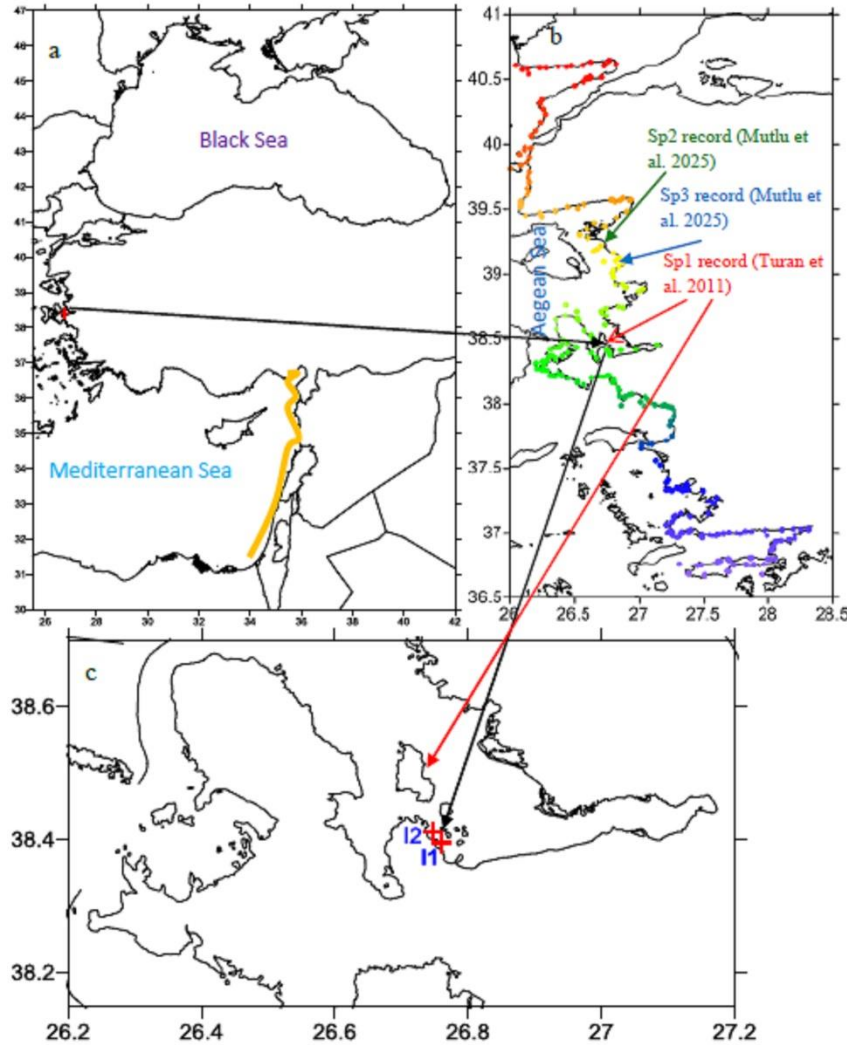 a
47
46
45
44
43
42
41
40
39
38
37
36
35
34
33
32
31
30
26 28 30 32 34 36 38 40 42
Black Sea
Mediterranean Sea
b
41
40.5
40
39.5
39
38.5
38
37.5
37
36.5
26 26.5 27 27.5 28 28.5
Aegean Sea
Sp2 record (Mutlu
et al. 2025)
Sp3 record (Mutlu
et al. 2025)
Sp1 record (Turan et
al. 2011)
c
38.6
38.4
38.2
26.2 26.4 26.6 26.8 27 27.2
I2
I1